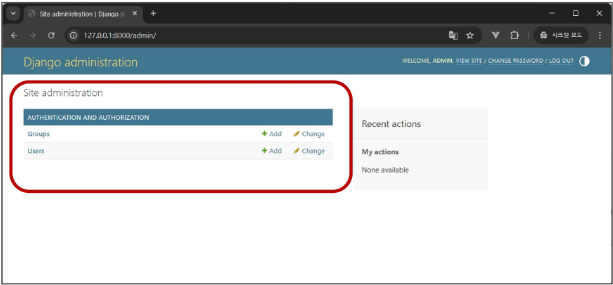 Site administration | Django si
127.0.0.1:8000/admin/
시크릿 모드
Django administration
WELCOME, ADMIN. VIEW SITE / CHANGE PASSWORD / LOG OUT
Site administration
AUTHENTICATION AND AUTHORIZATION
Groups + Add Change
Users + Add Change
Recent actions
My actions
None available